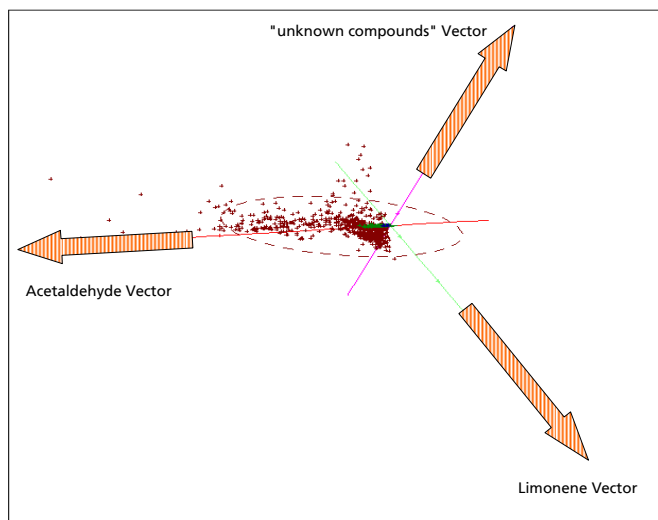 "unknown compounds" Vector
Acetaldehyde Vector
Limonene Vector